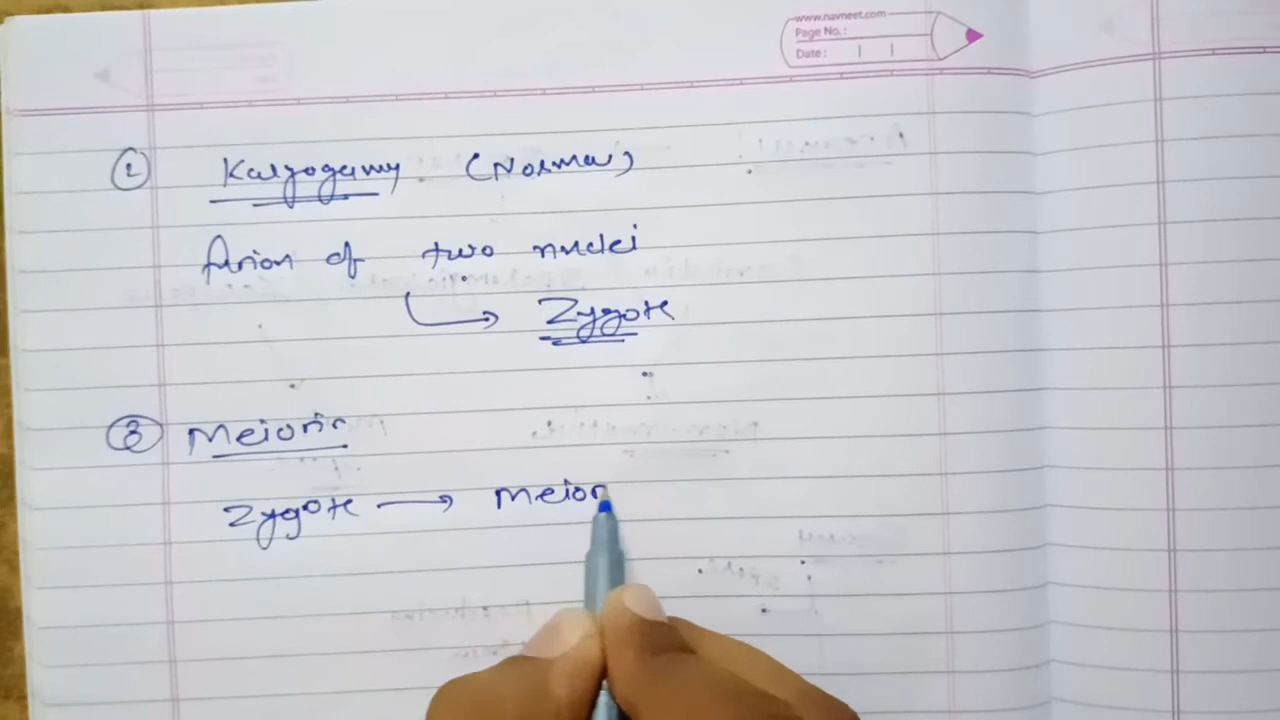 www.navneet.com
Page No.:
Date:
② Karyogamy (Normal)
fusion of two nuclei
Zygote
③ Meiosis
Zygote → Meios